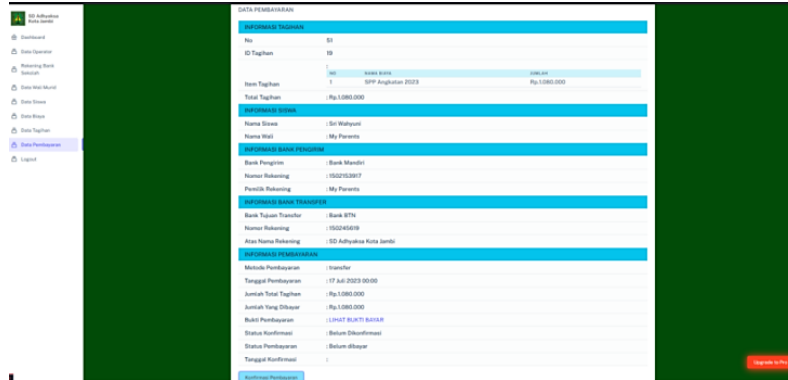 SD Adhyaksa
Kota Jambi
Dashboard
Data Operator
Rekening Bank
Sekolah
Data Wali Murid
Data Siswa
Data Biaya
Data Tagihan
Data Pembayaran
Logout
DATA PEMBAYARAN
INFORMASI TAGIHAN
No 51
ID Tagihan 19
:
NO NAMA BIAYA JUMLAH
Item Tagihan 1 SPP Angkatan 2023 Rp.1.080.000
Total Tagihan : Rp.1.080.000
INFORMASI SISWA
Nama Siswa : Sri Wahyuni
Nama Wali : My Parents
INFORMASI BANK PENGIRIM
Bank Pengirim : Bank Mandiri
Nomor Rekening : 1502153917
Pemilik Rekening : My Parents
INFORMASI BANK TRANSFER
Bank Tujuan Transfer : Bank BTN
Nomor Rekening : 150245619
Atas Nama Rekening : SD Adhyaksa Kota Jambi
INFORMASI PEMBAYARAN
Metode Pembayaran : transfer
Tanggal Pembayaran : 17 Juli 2023 00:00
Jumlah Total Tagihan : Rp.1.080.000
Jumlah Yang Dibayar : Rp.1.080.000
Bukti Pembayaran : LIHAT BUKTI BAYAR
Status Konfirmasi : Belum Dikonfirmasi
Status Pembayaran : Belum dibayar
Tanggal Konfirmasi :
Konfirmasi Pembayaran
Upgrade to Pro